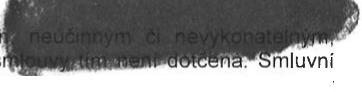 neúčinným či nevykonatelným,
smlouvy tím není dotčena. Smluvní